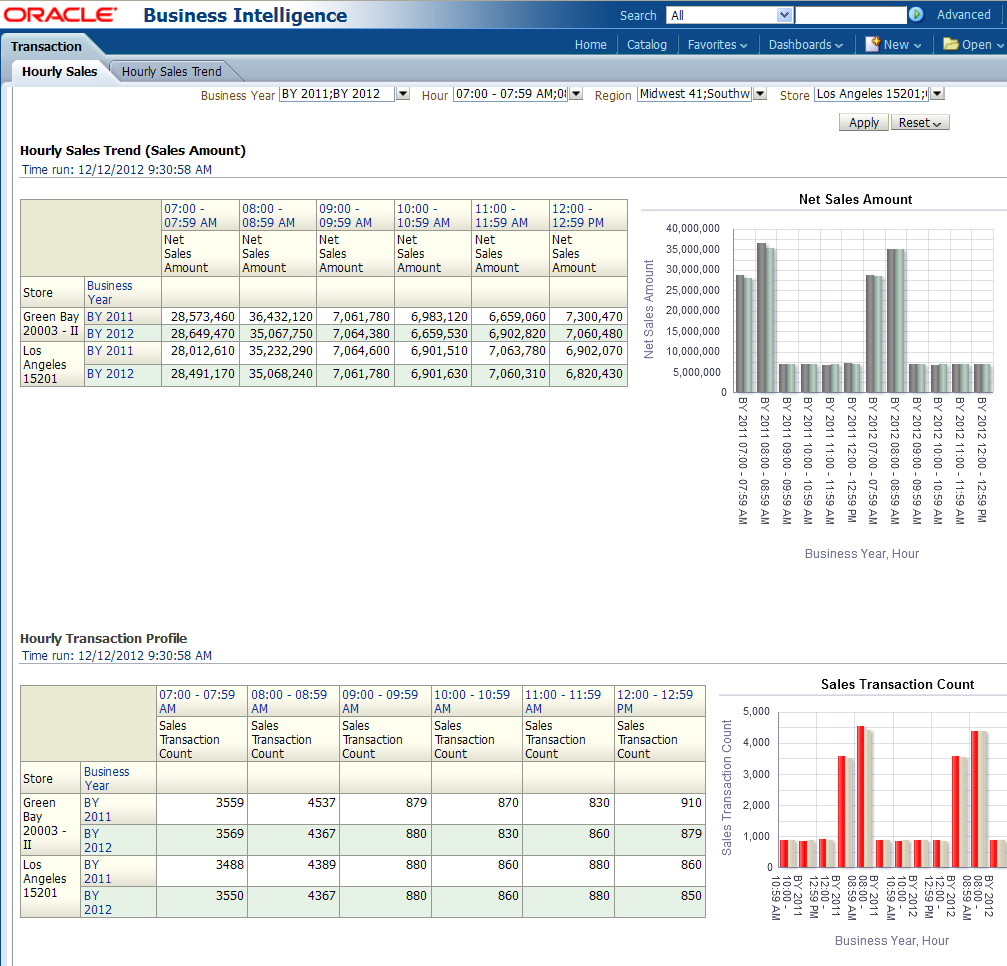 ORACLE® Business Intelligence Search All Advanced
Transaction Home Catalog Favorites Dashboards New Open
Hourly Sales Hourly Sales Trend
Business Year BY 2011;BY 2012 Hour 07:00 - 07:59 AM; Region Midwest 41;Southw Store Los Angeles 15201;
Apply Reset
Hourly Sales Trend (Sales Amount)
Time run: 12/12/2012 9:30:58 AM
07:00 - 08:00 - 09:00 - 10:00 - 11:00 - 12:00 -
07:59 AM 08:59 AM 09:59 AM 10:59 AM 11:59 AM 12:59 PM
Net Net Net Net Net Net
Sales Sales Sales Sales Sales Sales
Amount Amount Amount Amount Amount Amount
Store Business
Year
Green Bay BY 2011 28,573,460 36,432,120 7,061,780 6,983,120 6,659,060 7,300,470
20003 - II BY 2012 28,649,470 35,067,750 7,064,380 6,659,530 6,902,820 7,060,480
Los BY 2011 28,012,610 35,232,290 7,064,600 6,901,510 7,063,780 6,902,070
Angeles
15201 BY 2012 28,491,170 35,068,240 7,061,780 6,901,630 7,060,310 6,820,430
Net Sales Amount
Net Sales Amount
40,000,000
35,000,000
30,000,000
25,000,000
20,000,000
15,000,000
10,000,000
5,000,000
0
BY 2011 07:00 - 07:59 AM
BY 2011 08:00 - 08:59 AM
BY 2011 09:00 - 09:59 AM
BY 2011 10:00 - 10:59 AM
BY 2011 11:00 - 11:59 AM
BY 2011 12:00 - 12:59 PM
BY 2012 07:00 - 07:59 AM
BY 2012 08:00 - 08:59 AM
BY 2012 09:00 - 09:59 AM
BY 2012 10:00 - 10:59 AM
BY 2012 11:00 - 11:59 AM
BY 2012 12:00 - 12:59 PM
Business Year, Hour
Hourly Transaction Profile
Time run: 12/12/2012 9:30:58 AM
07:00 - 07:59 08:00 - 08:59 09:00 - 09:59 10:00 - 10:59 11:00 - 11:59 12:00 - 12:59
AM AM AM AM AM PM
Sales Sales Sales Sales Sales Sales
Transaction Transaction Transaction Transaction Transaction Transaction
Count Count Count Count Count Count
Store Business
Year
Green BY 3559 4537 879 870 830 910
Bay 2011
20003 - BY 3569 4367 880 830 860 879
II 2012
Los BY 3488 4389 880 860 880 860
Angeles 2011
15201 BY 3550 4367 880 860 880 850
2012
Sales Transaction Count
Sales Transaction Count
5,000
4,000
3,000
2,000
1,000
0
10:59 AM
10:00 -
BY 2011
12:59 PM
12:00 -
BY 2011
08:59 AM
08:00 -
BY 2011
10:59 AM
10:00 -
BY 2012
12:59 PM
12:00 -
BY 2012
08:59 AM
08:00 -
BY 2012
Business Year, Hour